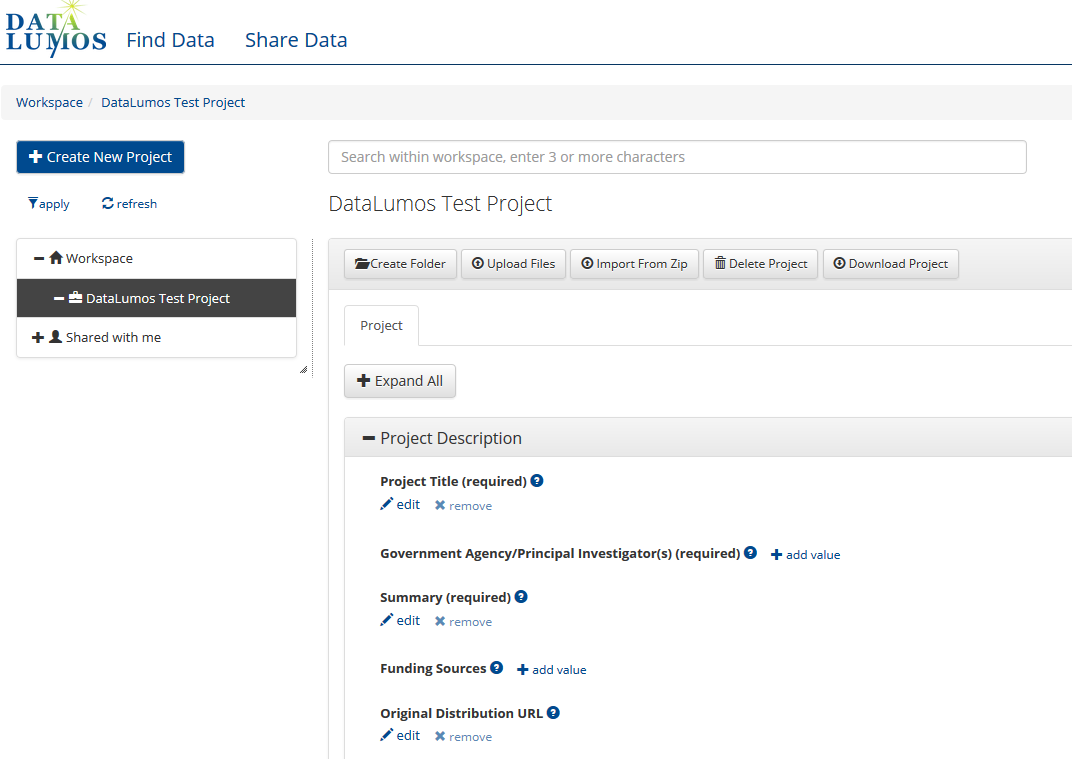 DATA
LUMOS
Find Data Share Data
Workspace / DataLumos Test Project
Create New Project
Search within workspace, enter 3 or more characters
apply refresh
DataLumos Test Project
Workspace
DataLumos Test Project
Shared with me
Create Folder Upload Files Import From Zip Delete Project Download Project
Project
Expand All
Project Description
Project Title (required)
edit remove
Government Agency/Principal Investigator(s) (required) add value
Summary (required)
edit remove
Funding Sources add value
Original Distribution URL
edit remove